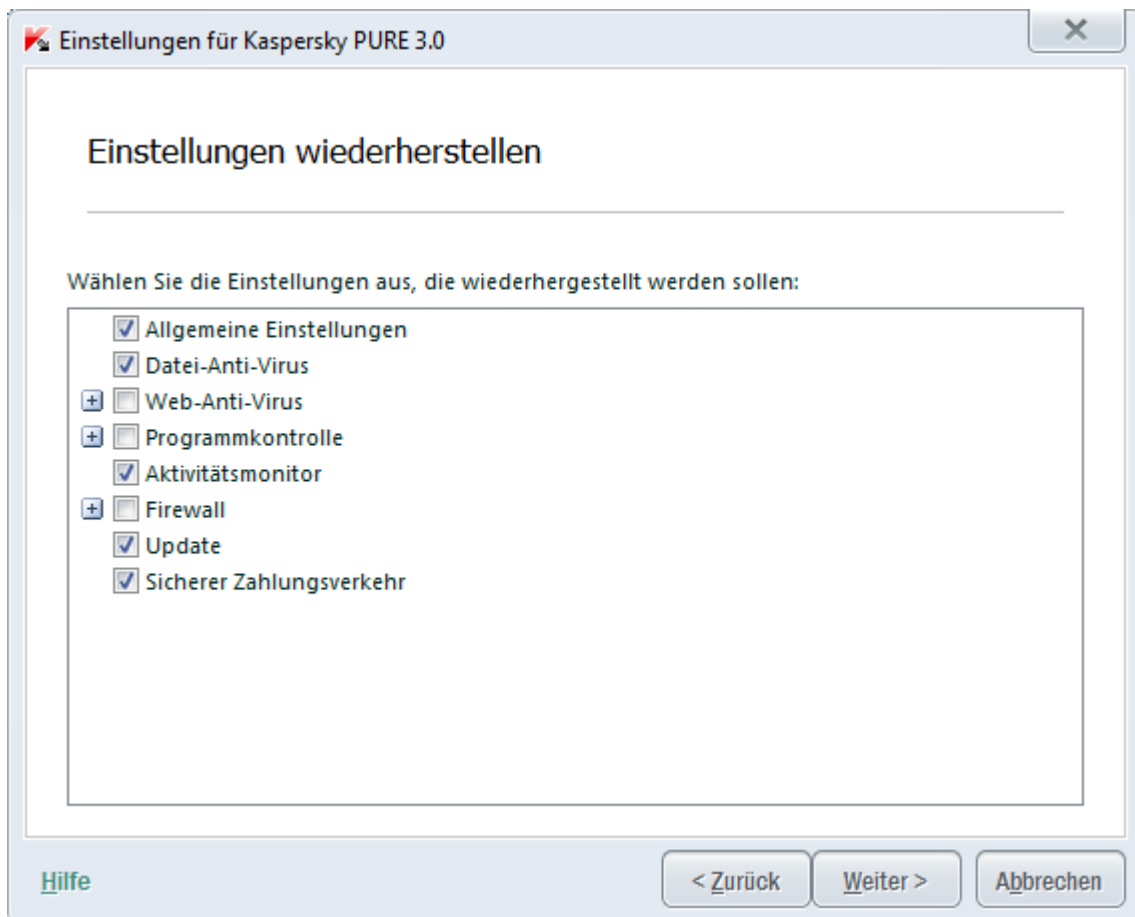 Einstellungen für Kaspersky PURE 3.0
Einstellungen wiederherstellen
Wählen Sie die Einstellungen aus, die wiederhergestellt werden sollen:
Allgemeine Einstellungen
Datei-Anti-Virus
Web-Anti-Virus
Programmkontrolle
Aktivitätsmonitor
Firewall
Update
Sicherer Zahlungsverkehr
Hilfe
< Zurück
Weiter >
Abbrechen